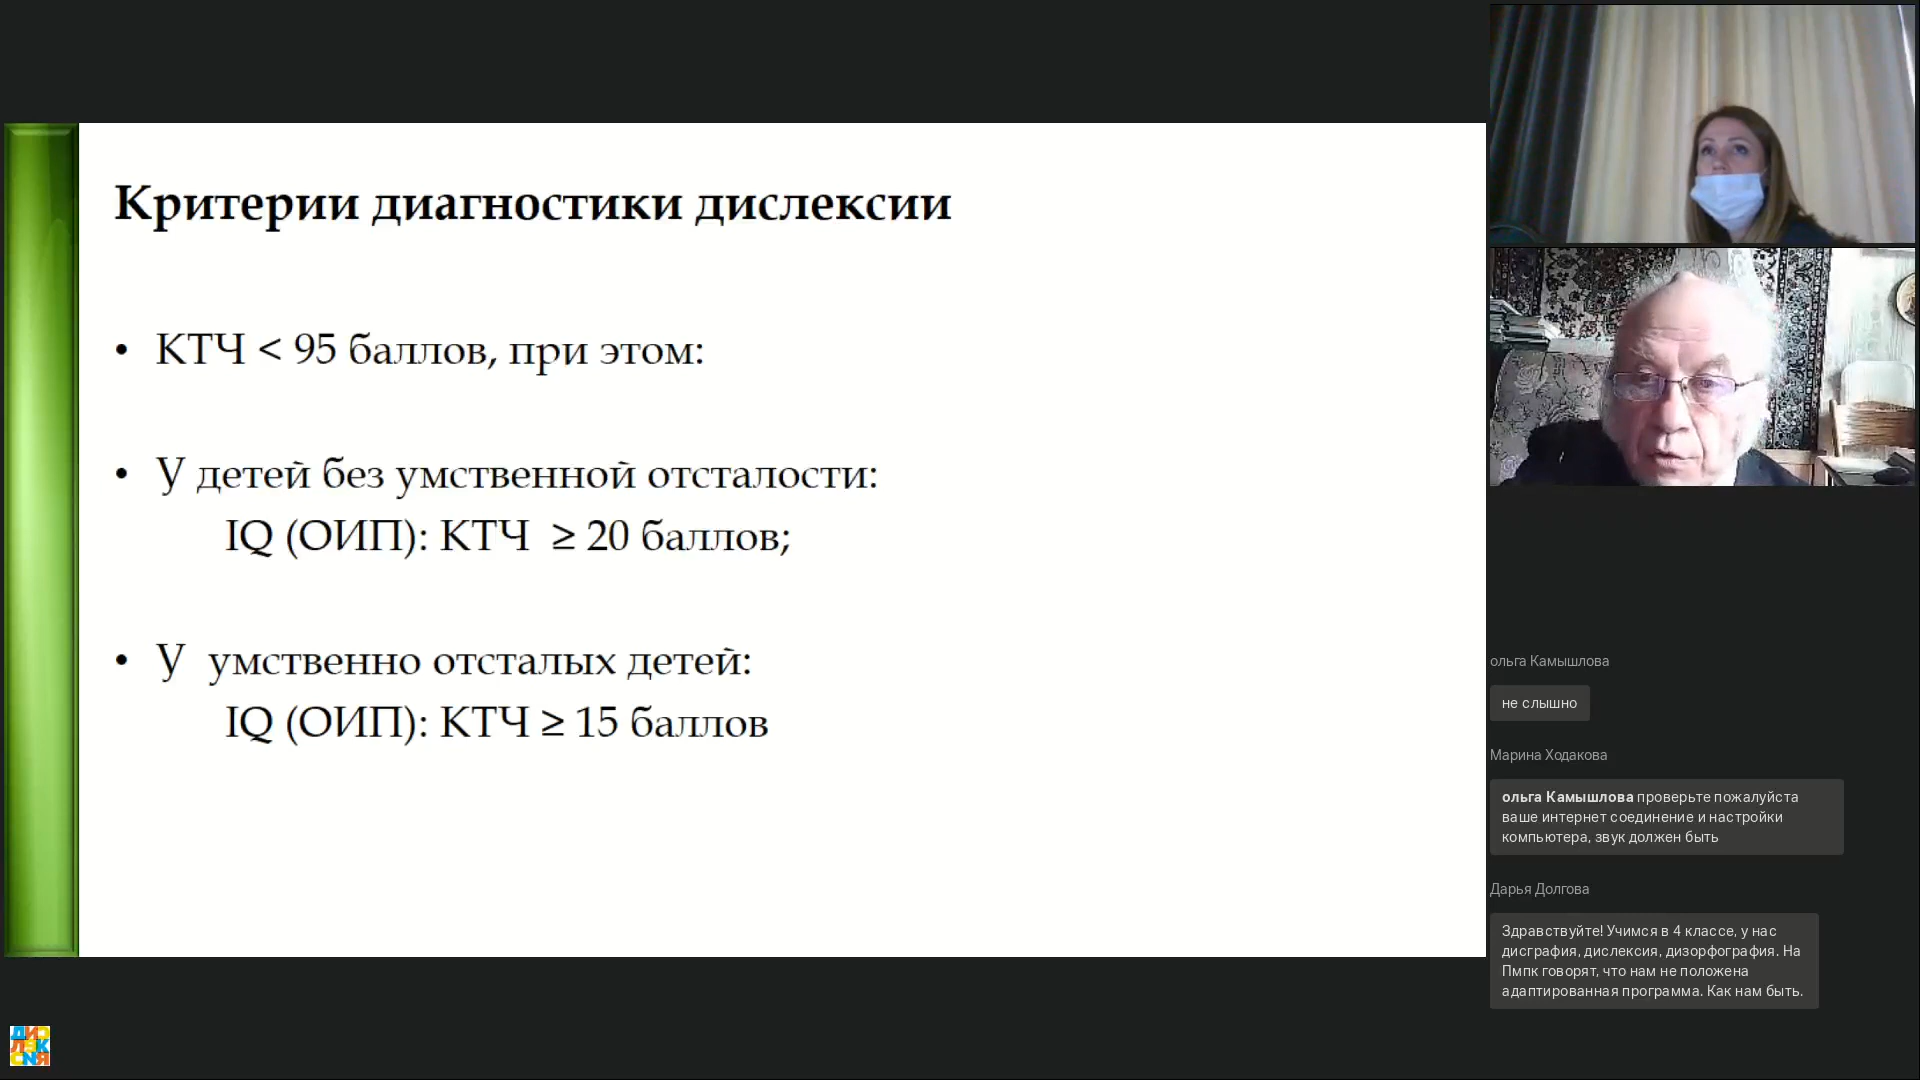 Критерии диагностики дислексии
• КТЧ < 95 баллов, при этом:
• У детей без умственной отсталости:
IQ (ОИП): КТЧ ≥ 20 баллов;
• У умственно отсталых детей:
IQ (ОИП): КТЧ ≥ 15 баллов
ольга Камышлова
не слышно
Марина Ходакова
ольга Камышлова проверьте пожалуйста
ваше интернет соединение и настройки
компьютера, звук должен быть
Дарья Долгова
Здравствуйте! Учимся в 4 классе, у нас
дисграфия, дислексия, дизорфография. На
Пмпк говорят, что нам не положена
адаптированная программа. Как нам быть.
ДИС
ЛЕК
СИЯ